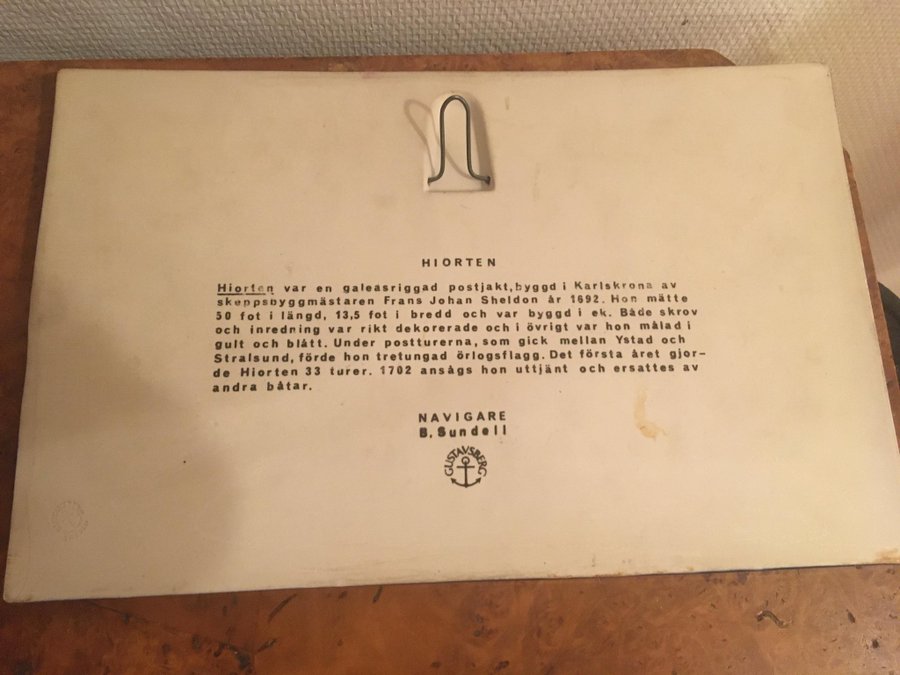 HIORTEN
Hiorten var en galeasriggad postjakt, byggd i Karlskrona av
skeppsbyggmästaren Frans Johan Sheldon år 1692. Hon mätte
50 fot i längd, 13,5 fot i bredd och var byggd i ek. Både skrov
och inredning var rikt dekorerade och i övrigt var hon målad i
gult och blått. Under postturerna, som gick mellan Ystad och
Stralsund, förde hon tretungad örlogsflagg. Det första året gjor-
de Hiorten 33 turer. 1702 ansågs hon uttjänt och ersattes av
andra båtar.
NAVIGARE
B. Sundell
GUSTAVSBERG